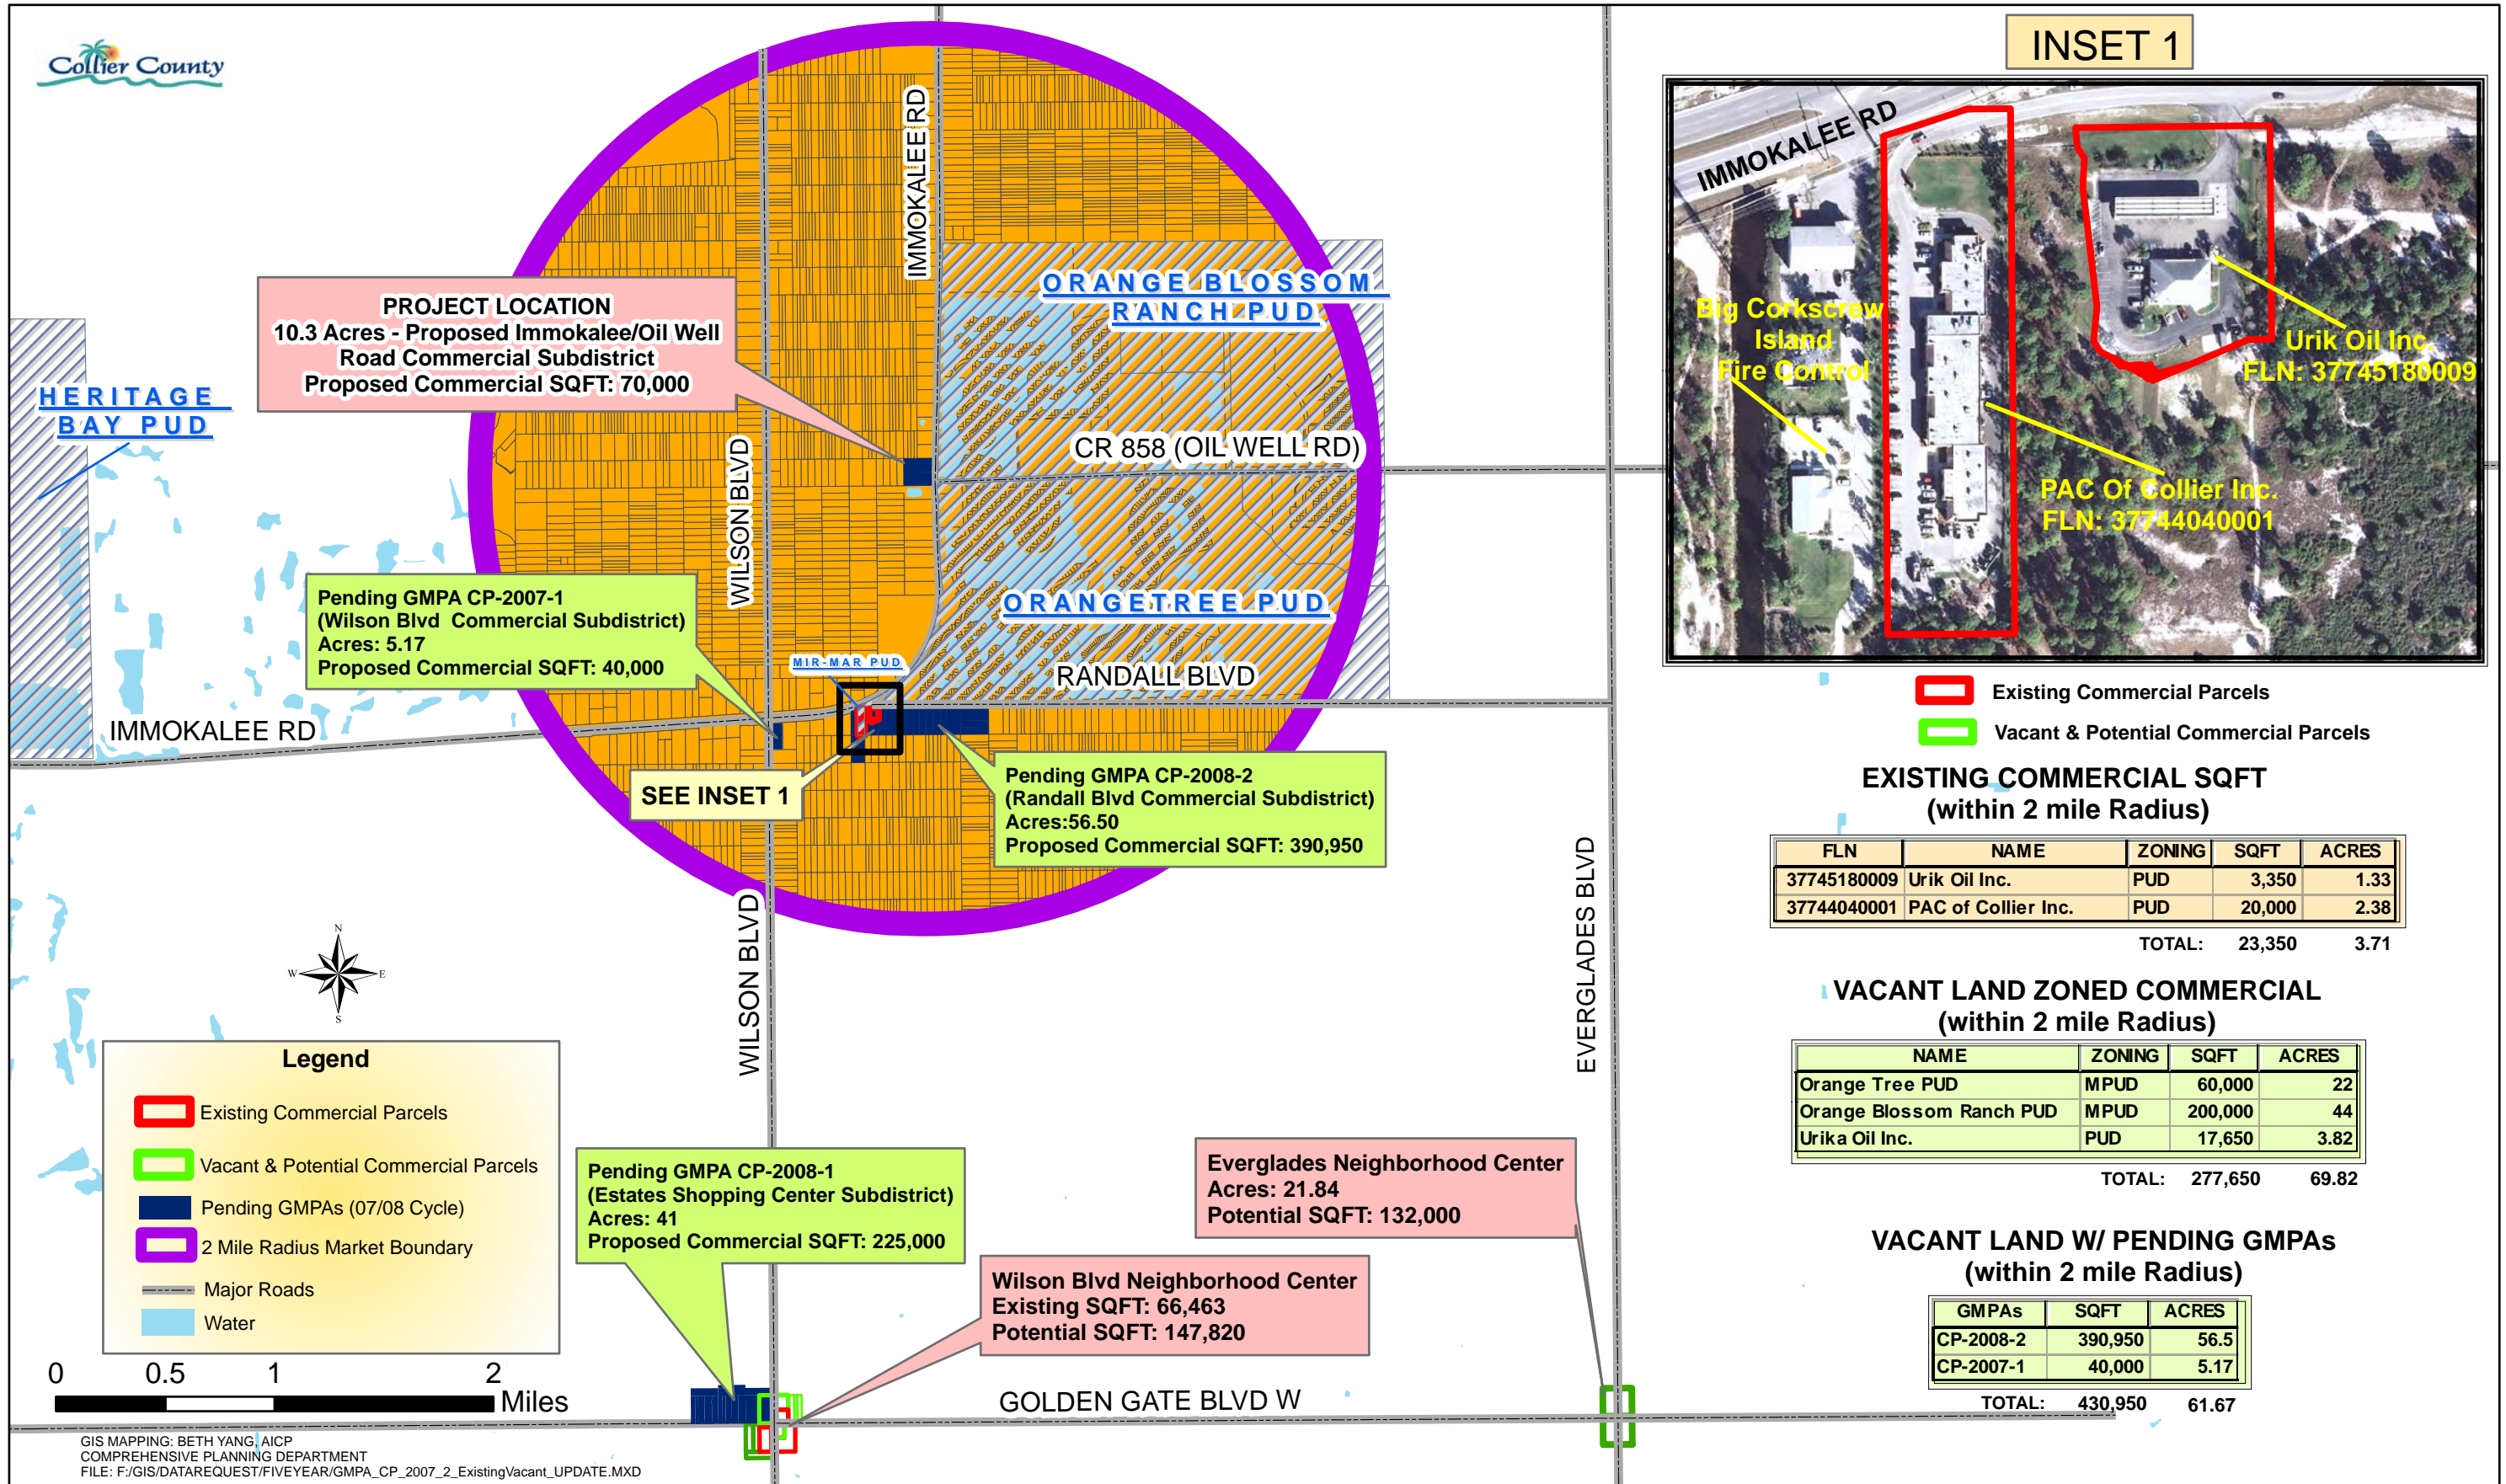 Collier County
INSET 1
IMMOKALEE RD
Big Corkscrew
Island
Fire Control
Urik Oil Inc.
FLN: 37745180009
PAC Of Collier Inc.
FLN: 37744040001
Existing Commercial Parcels
Vacant & Potential Commercial Parcels
IMMOKALEE RD
PROJECT LOCATION
10.3 Acres - Proposed Immokalee/Oil Well
Road Commercial Subdistrict
Proposed Commercial SQFT: 70,000
ORANGE BLOSSOM
RANCH PUD
HERITAGE
BAY PUD
WILSON BLVD
CR 858 (OIL WELL RD)
Pending GMPA CP-2007-1
(Wilson Blvd Commercial Subdistrict)
Acres: 5.17
Proposed Commercial SQFT: 40,000
ORANGETREE PUD
MIR-MAR PUD
RANDALL BLVD
IMMOKALEE RD
SEE INSET 1
Pending GMPA CP-2008-2
(Randall Blvd Commercial Subdistrict)
Acres:56.50
Proposed Commercial SQFT: 390,950
WILSON BLVD
EVERGLADES BLVD
EXISTING COMMERCIAL SQFT
(within 2 mile Radius)
FLN NAME ZONING SQFT ACRES
37745180009 Urik Oil Inc. PUD 3,350 1.33
37744040001 PAC of Collier Inc. PUD 20,000 2.38
TOTAL: 23,350 3.71
VACANT LAND ZONED COMMERCIAL
(within 2 mile Radius)
NAME ZONING SQFT ACRES
Orange Tree PUD MPUD 60,000 22
Orange Blossom Ranch PUD MPUD 200,000 44
Urika Oil Inc. PUD 17,650 3.82
TOTAL: 277,650 69.82
VACANT LAND W/ PENDING GMPAs
(within 2 mile Radius)
GMPAs SQFT ACRES
CP-2008-2 390,950 56.5
CP-2007-1 40,000 5.17
TOTAL: 430,950 61.67
N
W E
S
Legend
Existing Commercial Parcels
Vacant & Potential Commercial Parcels
Pending GMPAs (07/08 Cycle)
2 Mile Radius Market Boundary
Major Roads
Water
Pending GMPA CP-2008-1
(Estates Shopping Center Subdistrict)
Acres: 41
Proposed Commercial SQFT: 225,000
Everglades Neighborhood Center
Acres: 21.84
Potential SQFT: 132,000
Wilson Blvd Neighborhood Center
Existing SQFT: 66,463
Potential SQFT: 147,820
0 0.5 1 2
Miles
GOLDEN GATE BLVD W
GIS MAPPING: BETH YANG, AICP
COMPREHENSIVE PLANNING DEPARTMENT
FILE: F:/GIS/DATAREQUEST/FIVEYEAR/GMPA_CP_2007_2_ExistingVacant_UPDATE.MXD